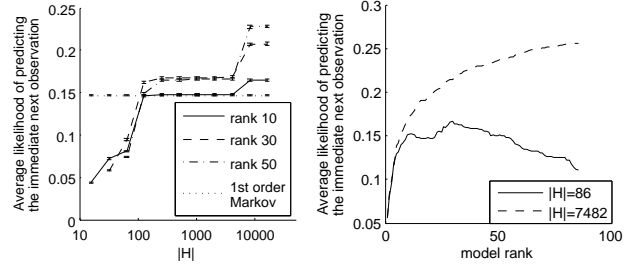 Average likelihood of predicting
the immediate next observation
0.25
0.2
0.15
0.1
0.05
0
10
100
1000
10000
|H|
rank 10
rank 30
rank 50
1st order
Markov
Average likelihood of predicting
the immediate next observation
0.3
0.25
0.2
0.15
0.1
0.05
0
50
100
model rank
|H|=86
|H|=7482